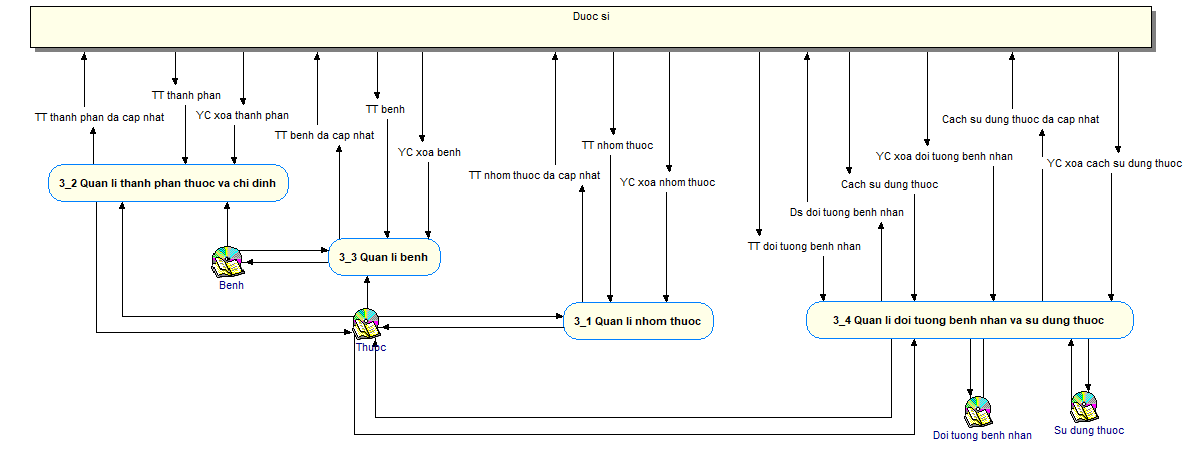 Duoc si
TT thanh phan
YC xoa thanh phan
TT thanh phan da cap nhat
TT benh
TT benh da cap nhat
YC xoa benh
TT nhom thuoc
TT nhom thuoc da cap nhat
YC xoa nhom thuoc
Cach su dung thuoc da cap nhat
YC xoa doi tuong benh nhan
YC xoa cach su dung thuoc
Cach su dung thuoc
Ds doi tuong benh nhan
TT doi tuong benh nhan
3_2 Quan li thanh phan thuoc va chi dinh
3_3 Quan li benh
Benh
3_1 Quan li nhom thuoc
3_4 Quan li doi tuong benh nhan va su dung thuoc
Thuoc
Doi tuong benh nhan
Su dung thuoc